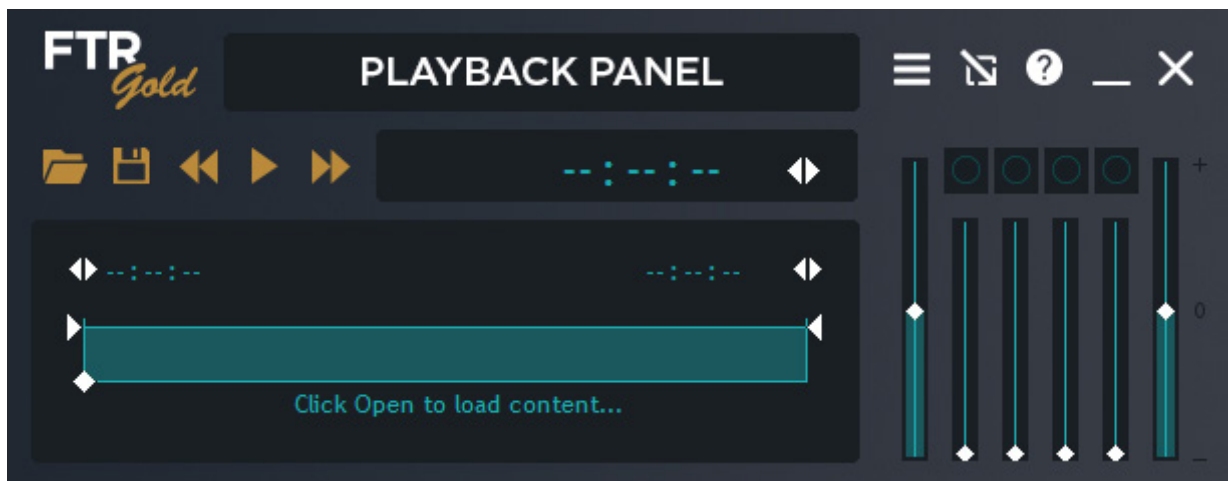 FTR
Gold
PLAYBACK PANEL
?
--:--:--
+
--:--:-- --:--:--
0
Click Open to load content...
–